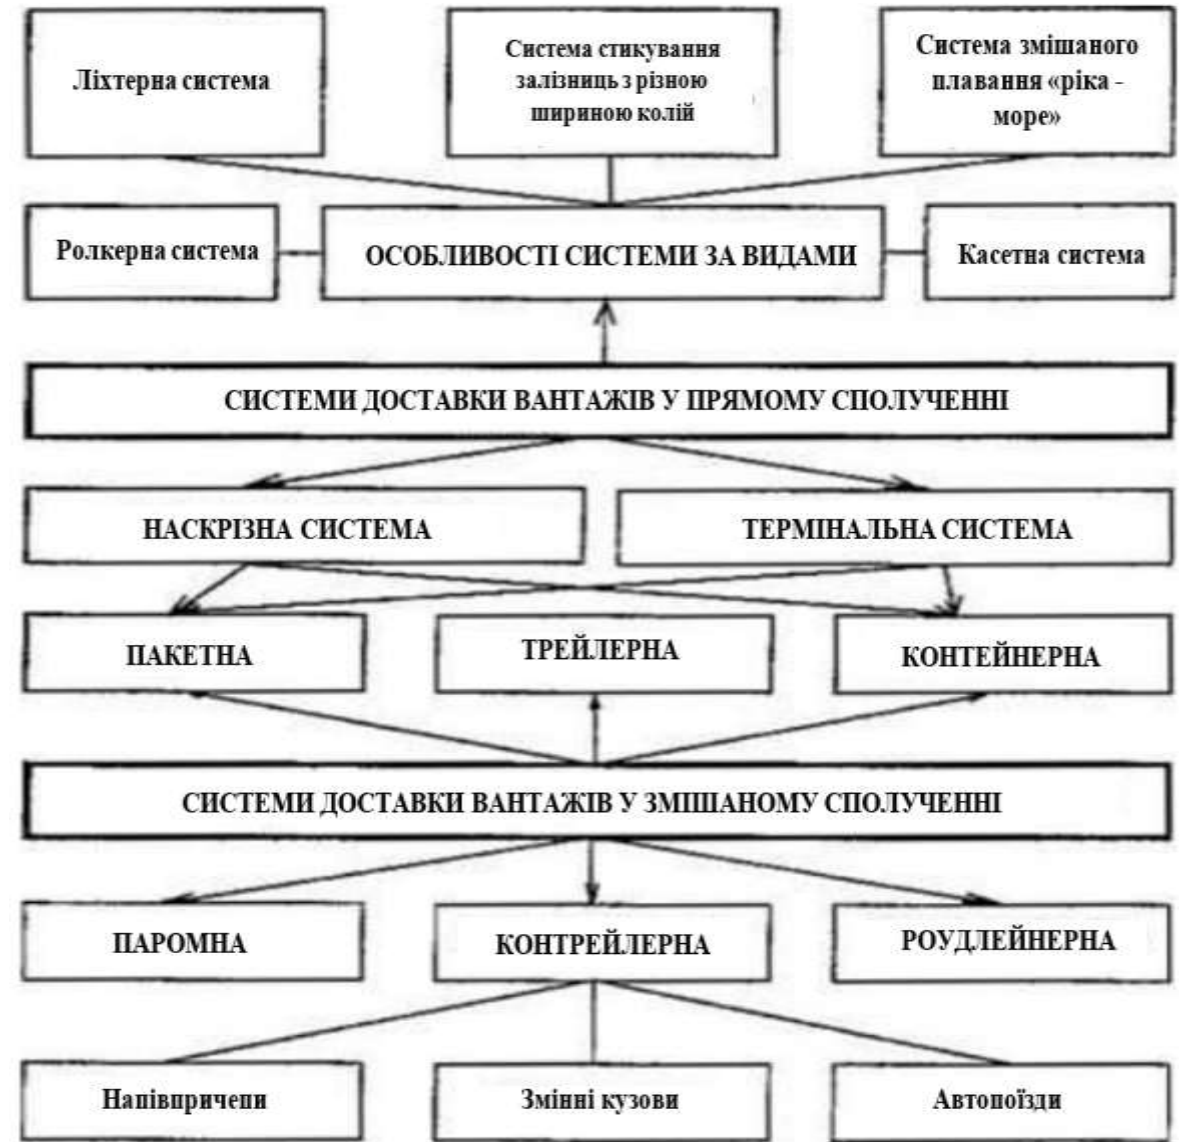 Ліхтерна система
Система стикування
залізниць з різною
шириною колій
Система змішаного
плавання «ріка -
море»
Ролкерна система
ОСОБЛИВОСТІ СИСТЕМИ ЗА ВИДАМИ
Касетна система
СИСТЕМИ ДОСТАВКИ ВАНТАЖІВ У ПРЯМОМУ СПОЛУЧЕННІ
НАСКРІЗНА СИСТЕМА
ТЕРМІНАЛЬНА СИСТЕМА
ПАКЕТНА
ТРЕЙЛЕРНА
КОНТЕЙНЕРНА
СИСТЕМИ ДОСТАВКИ ВАНТАЖІВ У ЗМІШАНОМУ СПОЛУЧЕННІ
ПАРОМНА
КОНТРЕЙЛЕРНА
РОУДЛЕЙНЕРНА
Напівпричепи
Змінні кузови
Автопоїзди